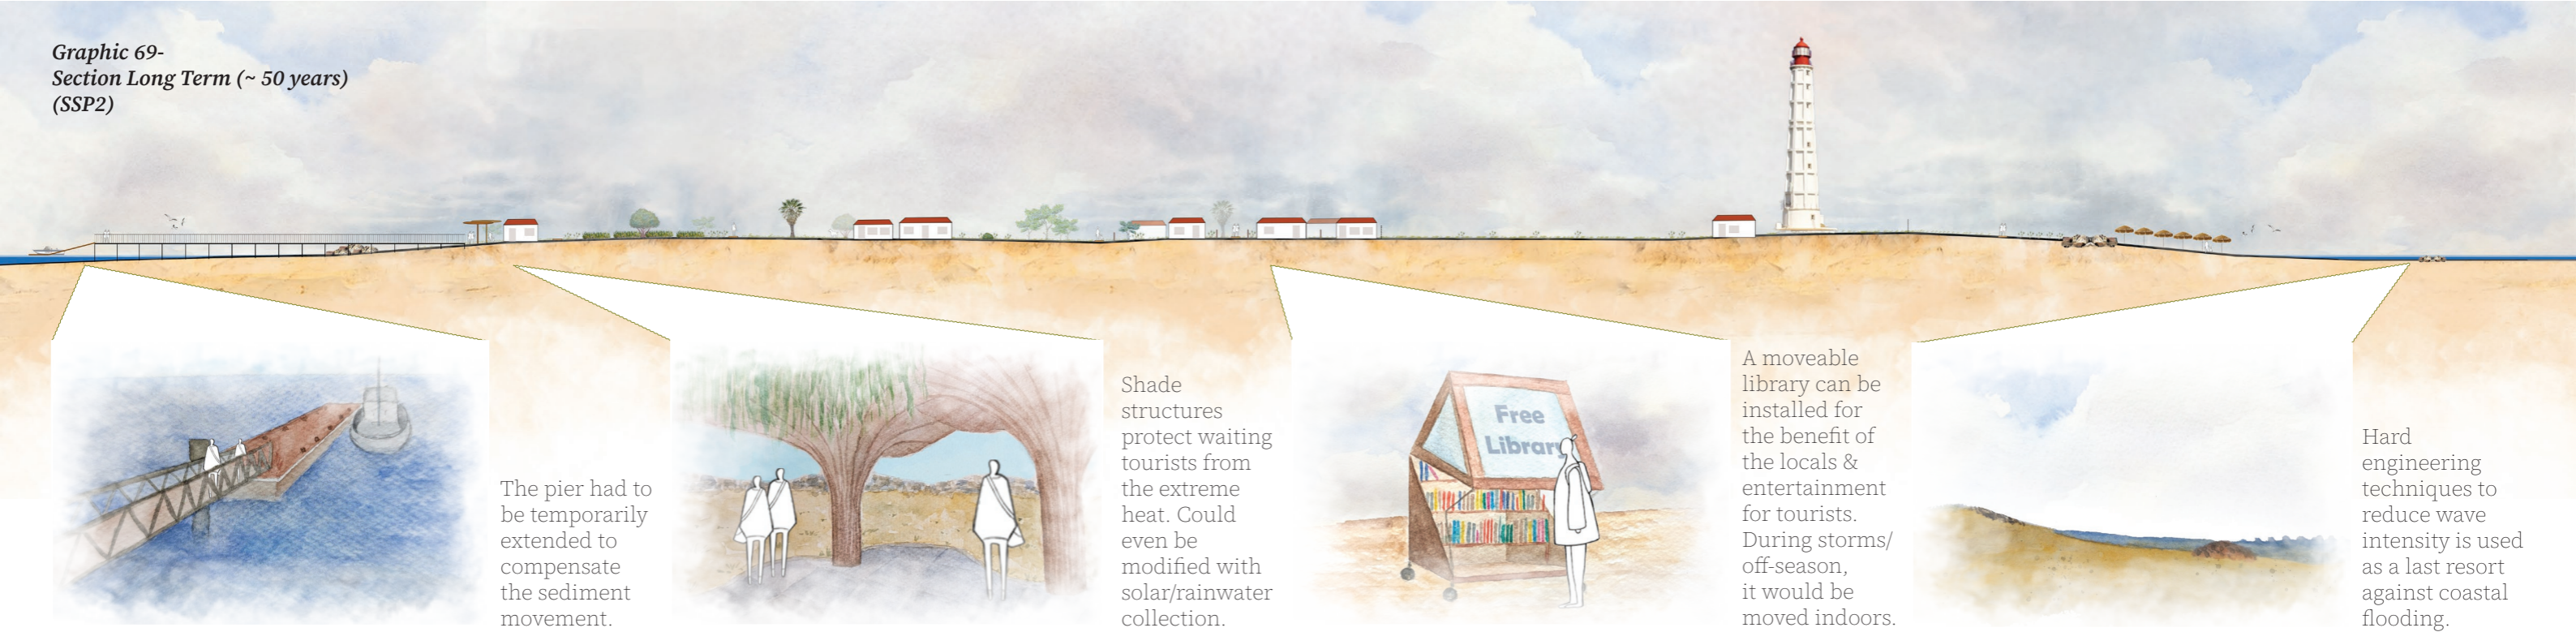 Graphic 69-
Section Long Term (~ 50 years)
(SSP2)
The pier had to
be temporarily
extended to
compensate
the sediment
movement.
Shade
structures
protect waiting
tourists from
the extreme
heat. Could
even be
modified with
solar/rainwater
collection.
Free
Library
A moveable
library can be
installed for
the benefit of
the locals &
entertainment
for tourists.
During storms/
off-season,
it would be
moved indoors.
Hard
engineering
techniques to
reduce wave
intensity is used
as a last resort
against coastal
flooding.